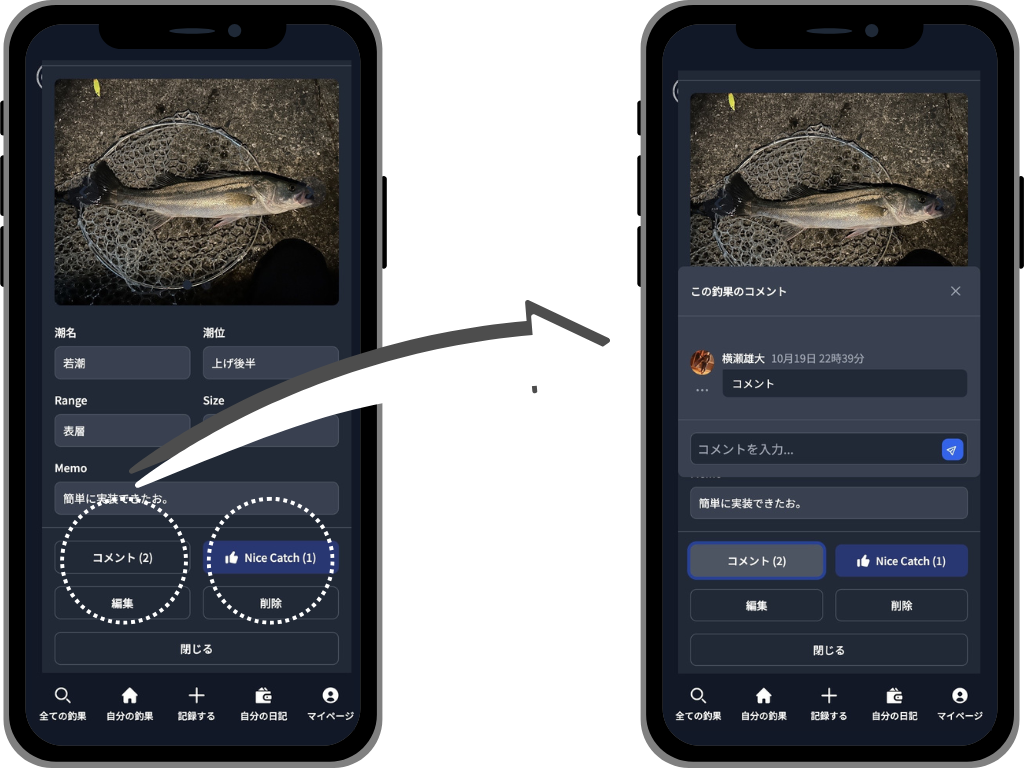 潮名
潮位
若潮
上げ後半
Range
Size
表層
Memo
簡単に実装できたお。
コメント (2)
Nice Catch (1)
編集
削除
閉じる
全ての釣果
自分の釣果
記録する
自分の日記
マイページ
この釣果のコメント
横瀬雄大 10月19日 22時39分
コメント
コメントを入力...
簡単に実装できたお。
コメント (2)
Nice Catch (1)
編集
削除
閉じる
全ての釣果
自分の釣果
記録する
自分の日記
マイページ